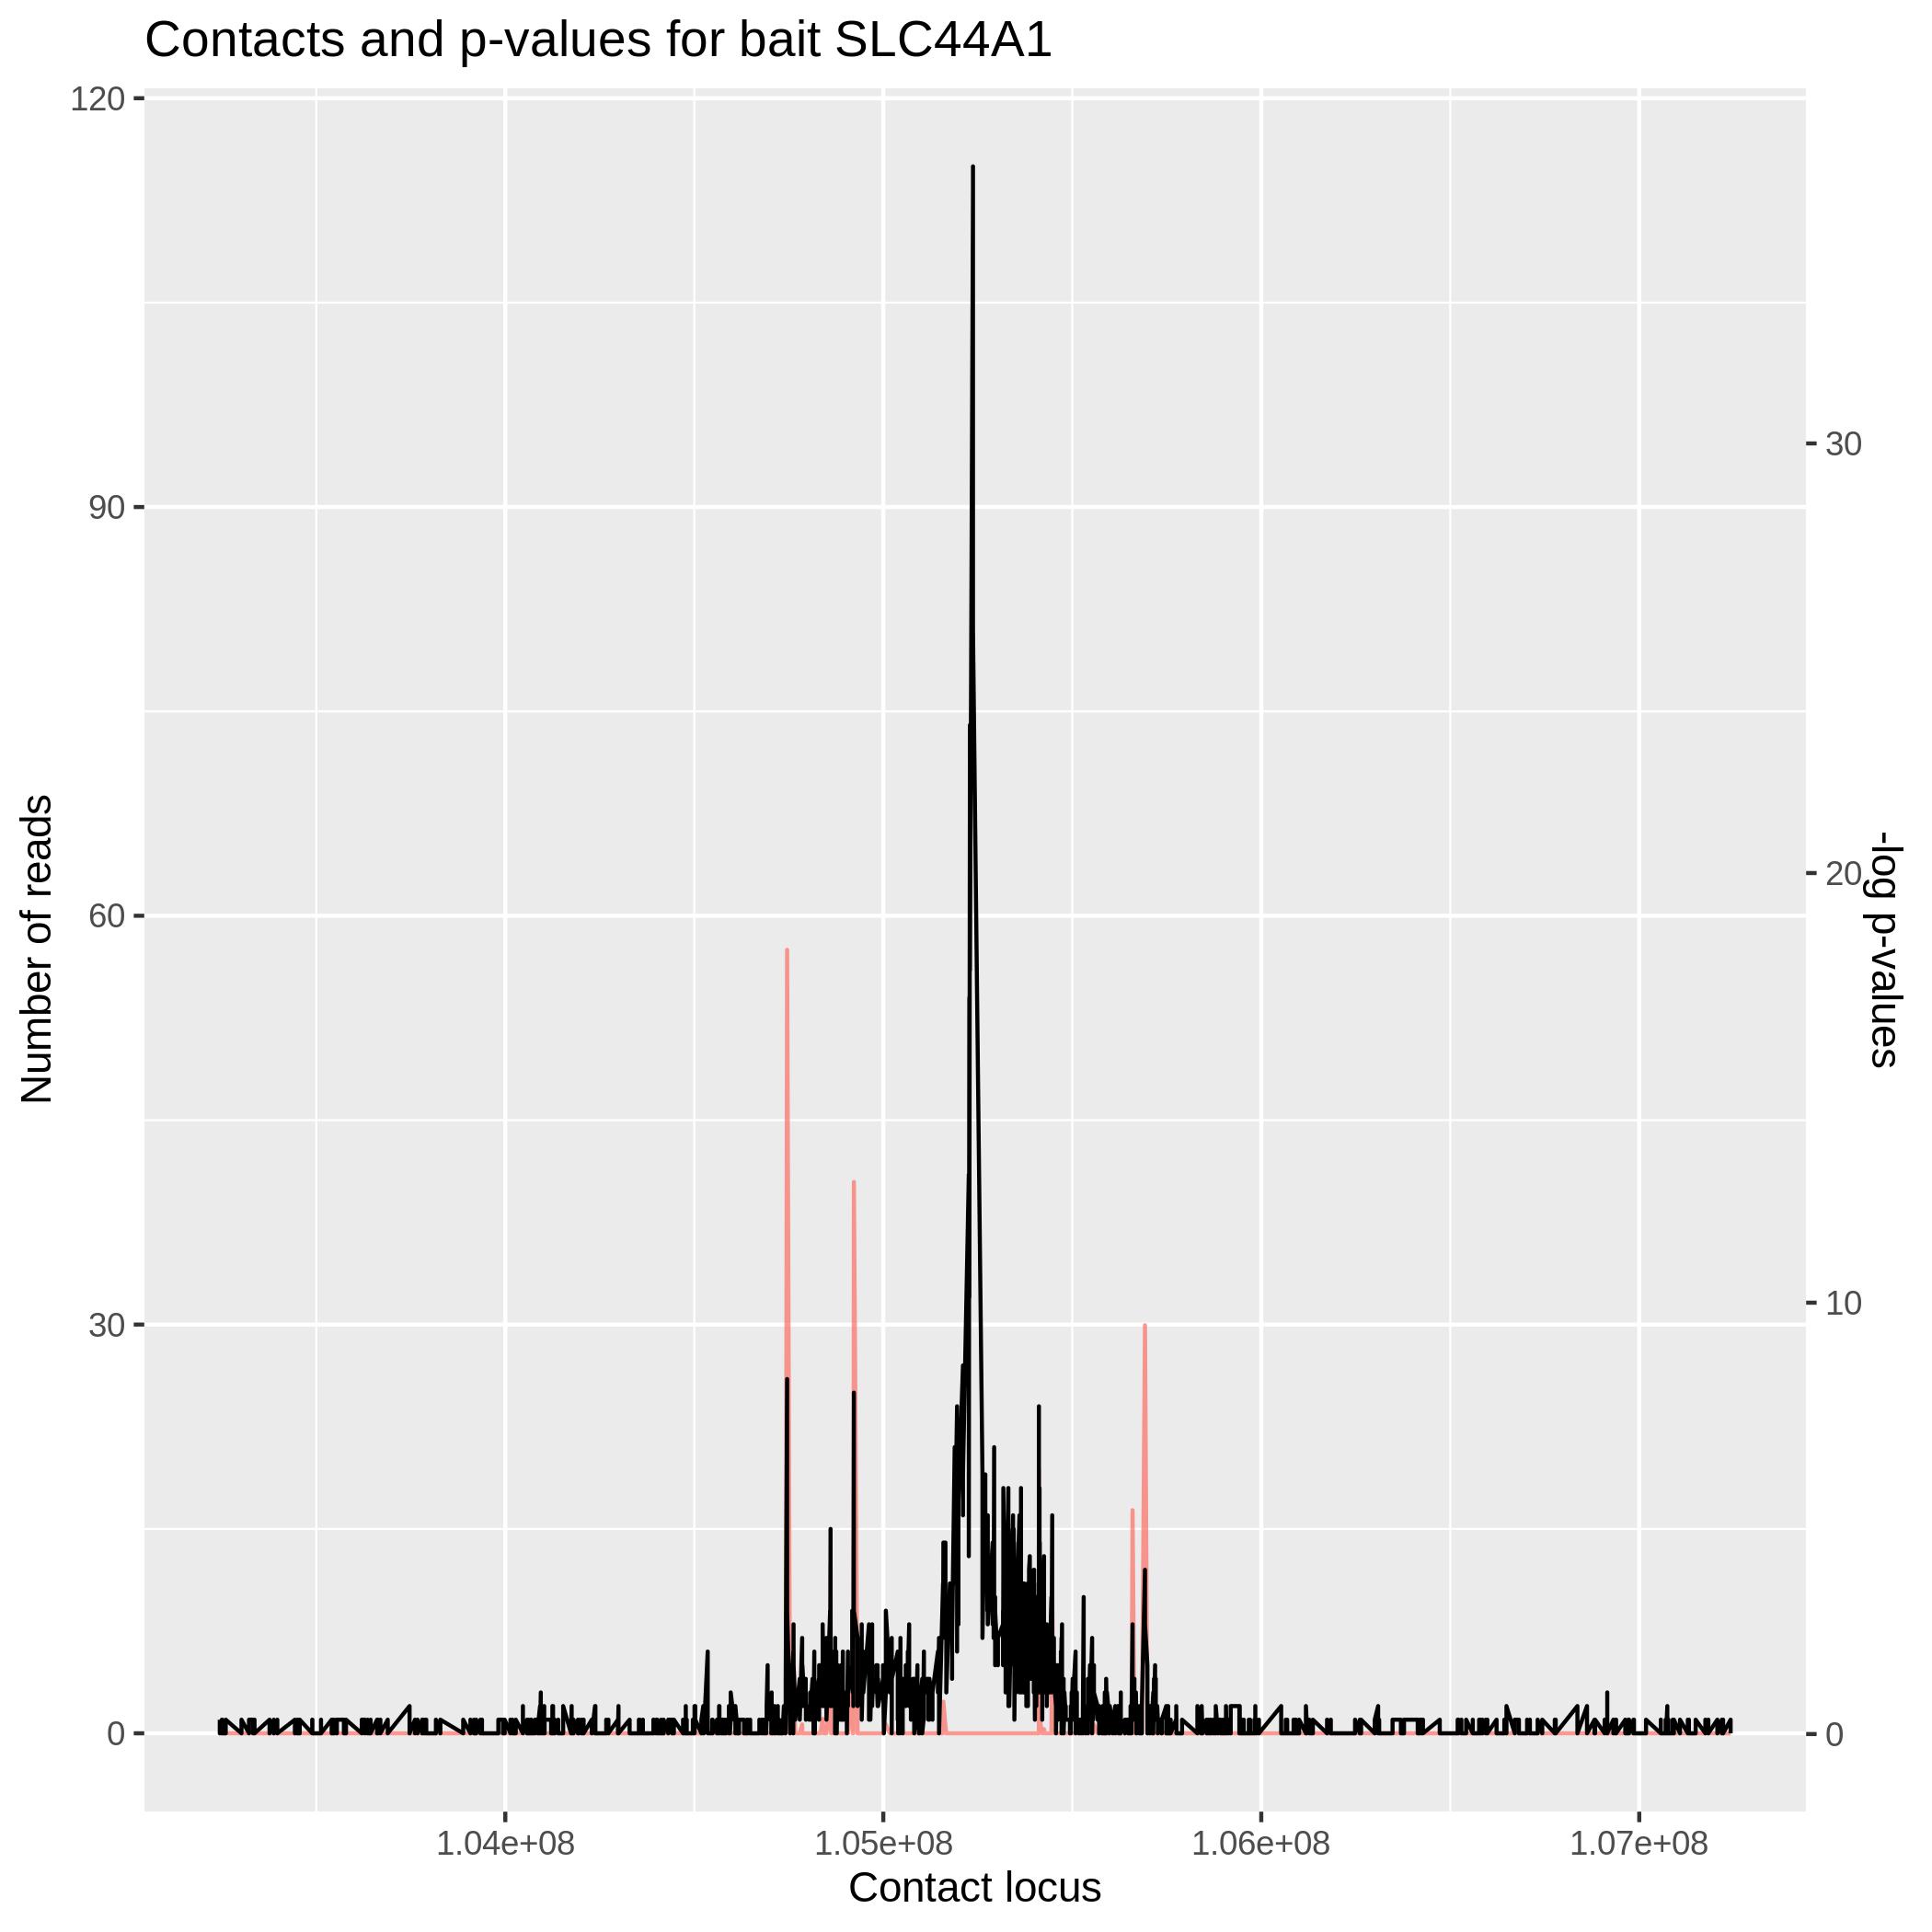 Contacts and p-values for bait SLC44A1
120
90
60
30
0
Number of reads
30
20
10
0
-log p-values
1.04e+08
1.05e+08
1.06e+08
1.07e+08
Contact locus